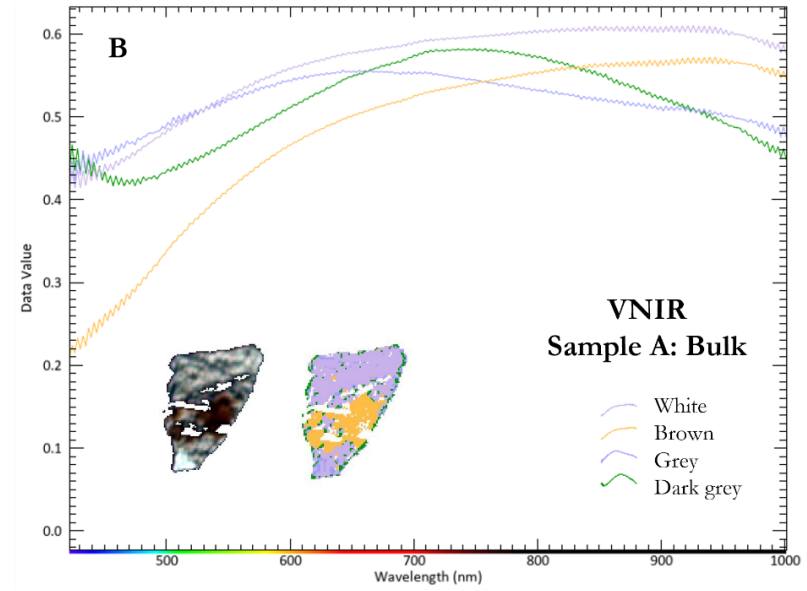 B
0.6
0.5
0.4
0.3
0.2
0.1
0.0
Data Value
VNIR
Sample A: Bulk
White
Brown
Grey
Dark grey
500 600 700 800 900 1000
Wavelength (nm)